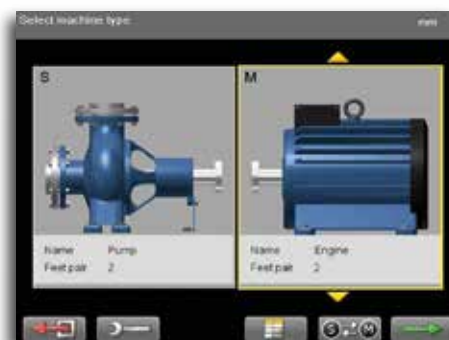 Select machine type
mm
S
M
Name Pump
Feet pair 2
Name Engine
Feet pair 2
S M